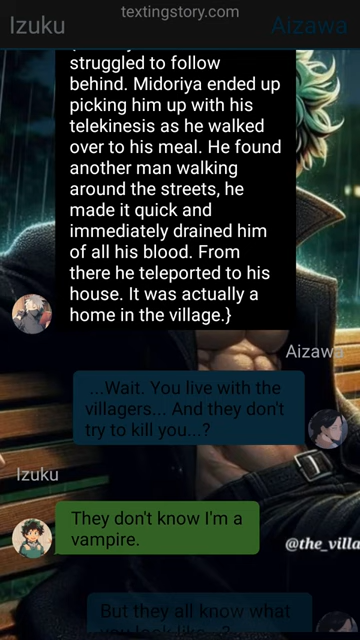 textingstory.com
Izuku
Aizawa
struggled to follow
behind. Midoriya ended up
picking him up with his
telekinesis as he walked
over to his meal. He found
another man walking
around the streets, he
made it quick and
immediately drained him
of all his blood. From
there he teleported to his
house. It was actually a
home in the village.}
Aizawa
...Wait. You live with the
villagers... And they don't
try to kill you...?
Izuku
They don't know I'm a
vampire.
@the_villa
But they all know what
you look like...?